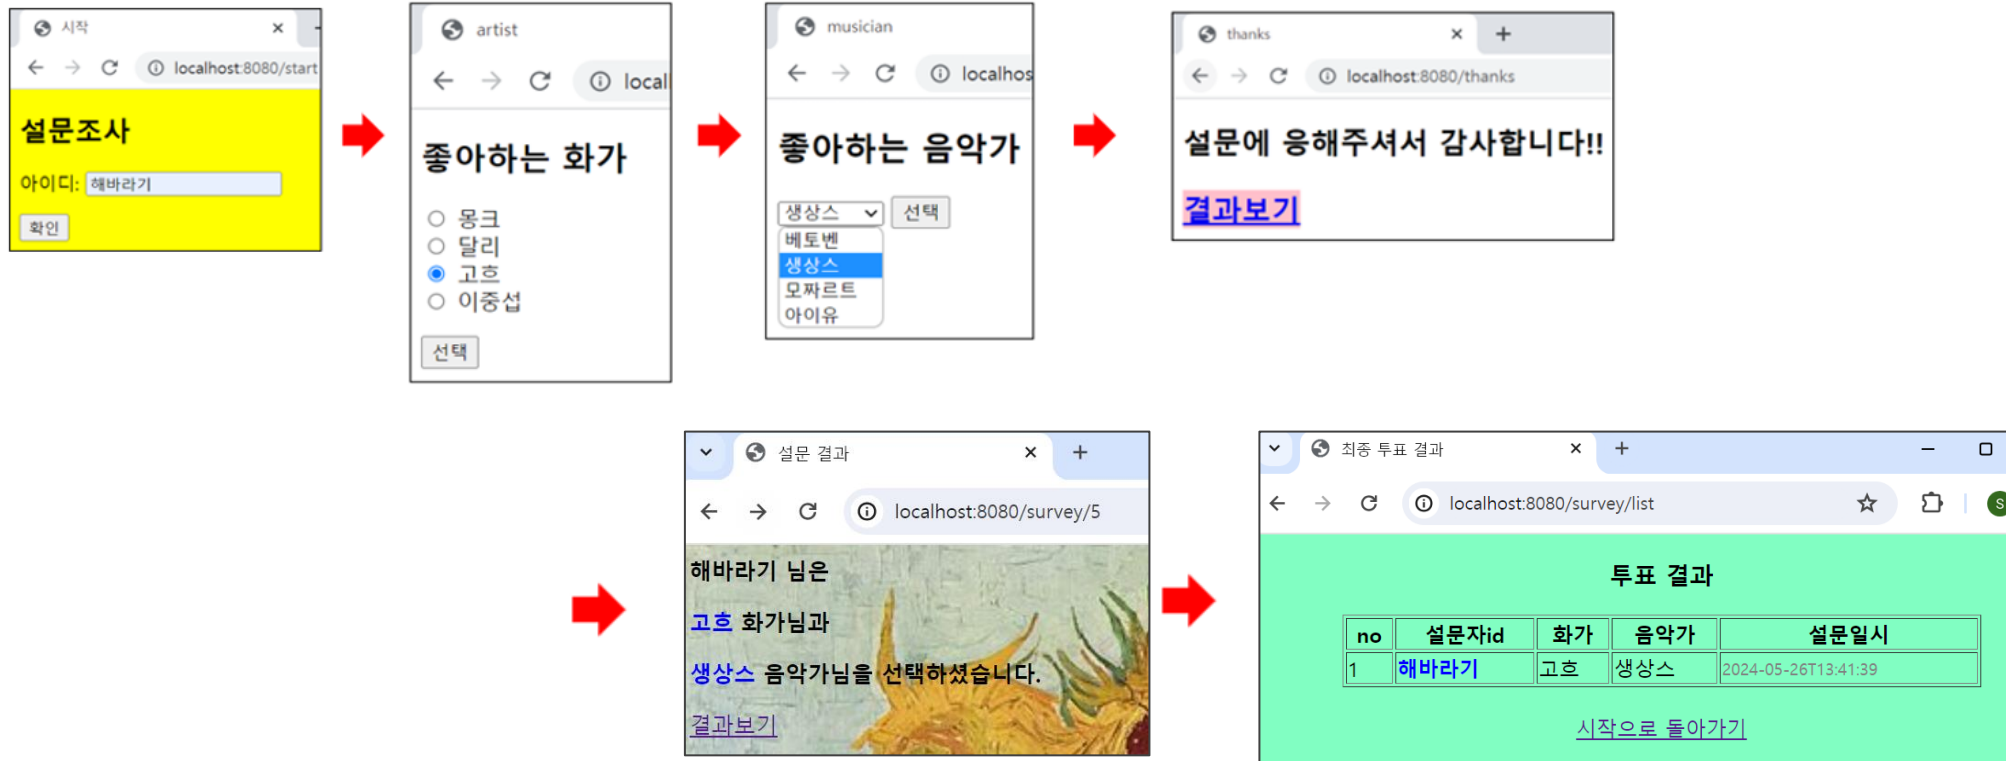 시작
localhost:8080/start
설문조사
아이디: 해바라기
확인
artist
local
좋아하는 화가
몽크
달리
고흐
이중섭
선택
musician
localhos
좋아하는 음악가
생상스 선택
베토벤
생상스
모짜르트
아이유
thanks
localhost:8080/thanks
설문에 응해주셔서 감사합니다!!
결과보기
설문 결과
localhost:8080/survey/5
해바라기 님은
고흐 화가님과
생상스 음악가님을 선택하셨습니다.
결과보기
최종 투표 결과
localhost:8080/survey/list
S
투표 결과
no 설문자id 화가 음악가 설문일시
1 해바라기 고흐 생상스 2024-05-26T13:41:39
시작으로 돌아가기